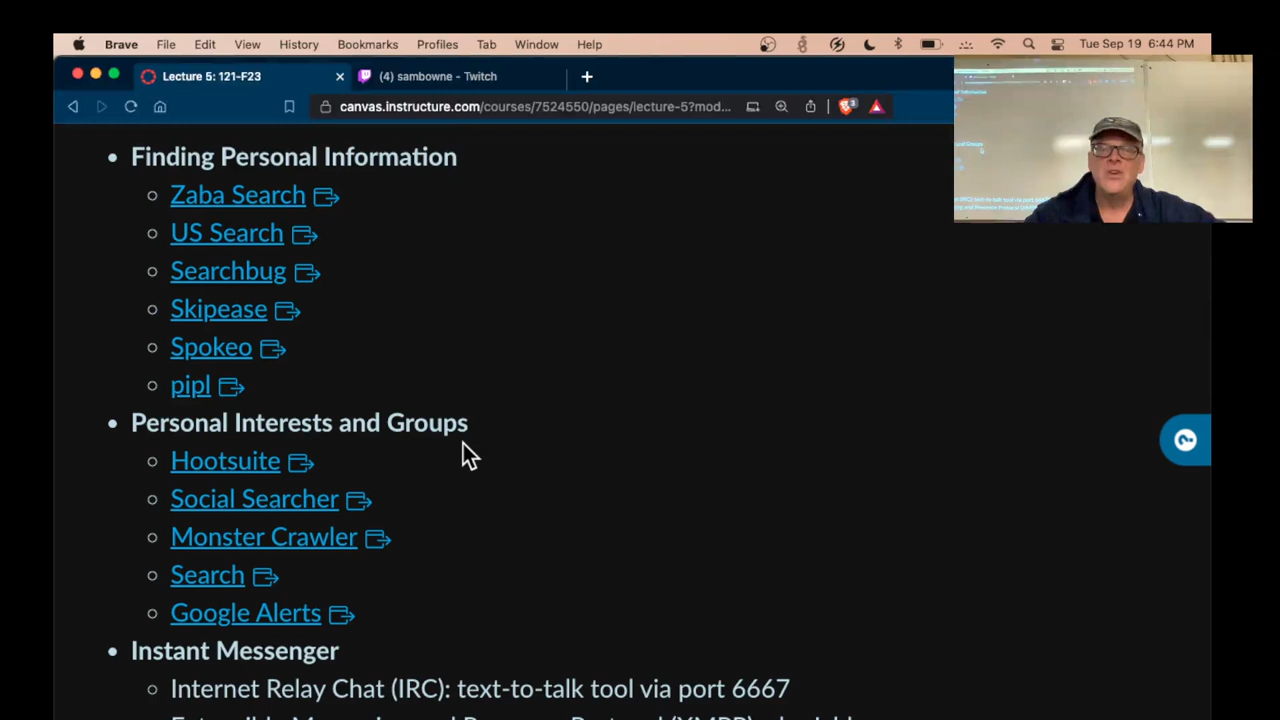 Brave File Edit View History Bookmarks Profiles Tab Window Help Tue Sep 19 6:44 PM
Lecture 5: 121-F23 (4) sambowne - Twitch
canvas.instructure.com/courses/7524550/pages/lecture-5?mod... 3
Finding Personal Information
Zaba Search
US Search
Searchbug
Skipease
Spokeo
pipl
Personal Interests and Groups
Hootsuite
Social Searcher
Monster Crawler
Search
Google Alerts
Instant Messenger
Internet Relay Chat (IRC): text-to-talk tool via port 6667